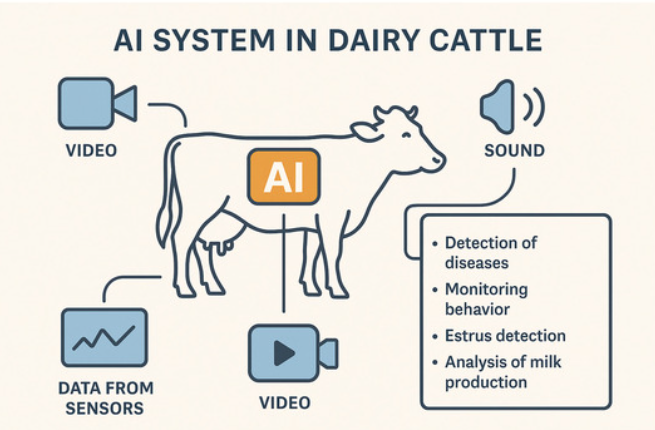 AI SYSTEM IN DAIRY CATTLE
VIDEO
SOUND
AI
• Detection of
diseases
• Monitoring
behavior
• Estrus detection
• Analysis of milk
production
DATA FROM
SENSORS
VIDEO